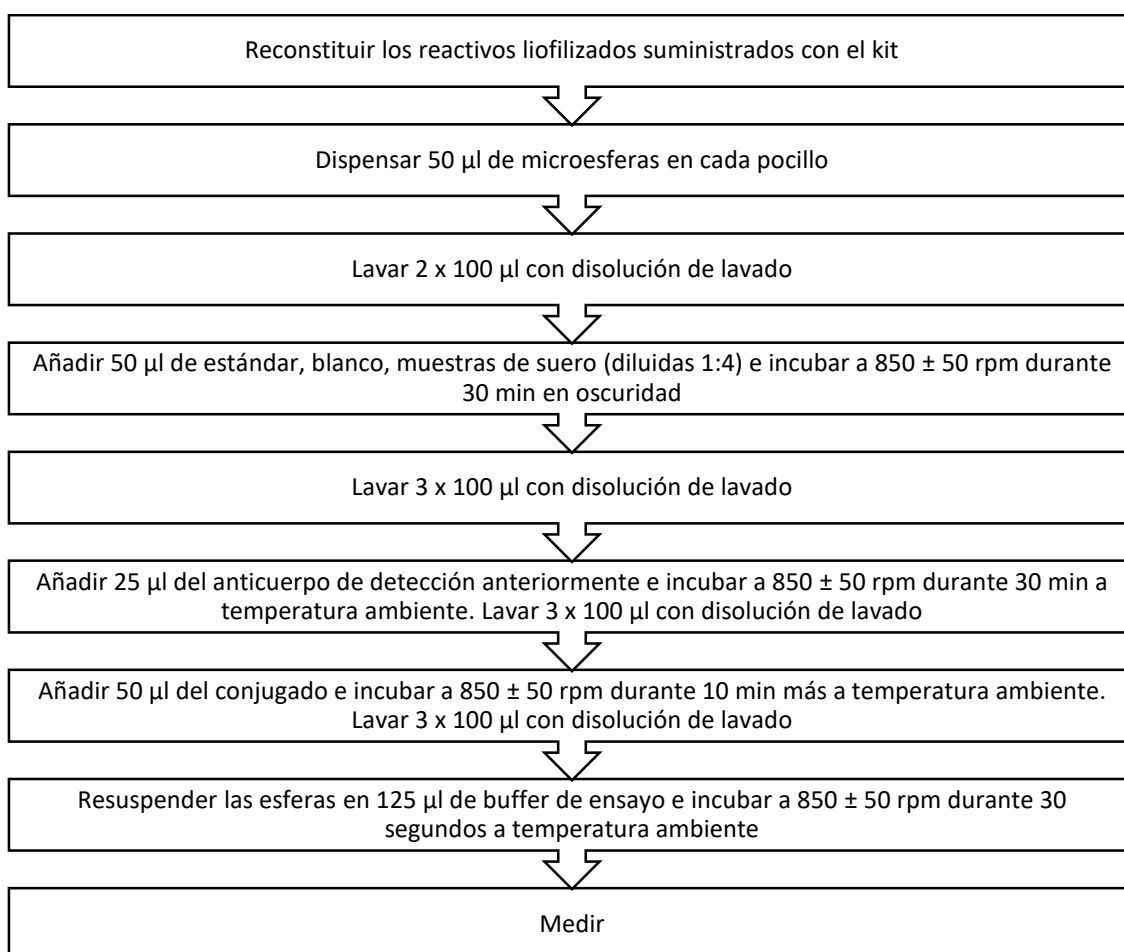 Reconstituir los reactivos liofilizados suministrados con el kit
Dispensar 50 µl de microesferas en cada pocillo
Lavar 2 x 100 µl con disolución de lavado
Añadir 50 µl de estándar, blanco, muestras de suero (diluidas 1:4) e incubar a 850 ± 50 rpm durante
30 min en oscuridad
Lavar 3 x 100 µl con disolución de lavado
Añadir 25 µl del anticuerpo de detección anteriormente e incubar a 850 ± 50 rpm durante 30 min a
temperatura ambiente. Lavar 3 x 100 µl con disolución de lavado
Añadir 50 µl del conjugado e incubar a 850 ± 50 rpm durante 10 min más a temperatura ambiente.
Lavar 3 x 100 µl con disolución de lavado
Resuspender las esferas en 125 µl de buffer de ensayo e incubar a 850 ± 50 rpm durante 30
segundos a temperatura ambiente
Medir